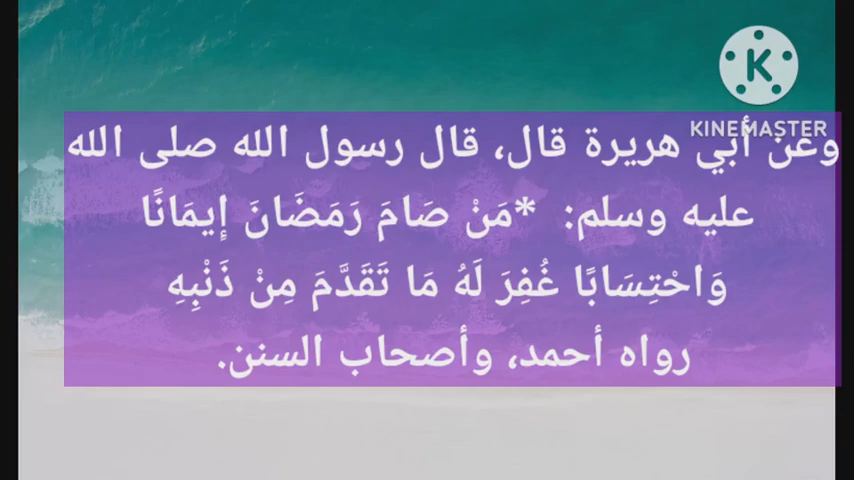 K
KINEMASTER
وعن أبي هريرة قال، قال رسول الله صلى الله
عليه وسلم: *مَنْ صَامَ رَمَضَانَ إِيمَانًا
وَاحْتِسَابًا غُفِرَ لَهُ مَا تَقَدَّمَ مِنْ ذَنْبِهِ
رواه أحمد، وأصحاب السنن.